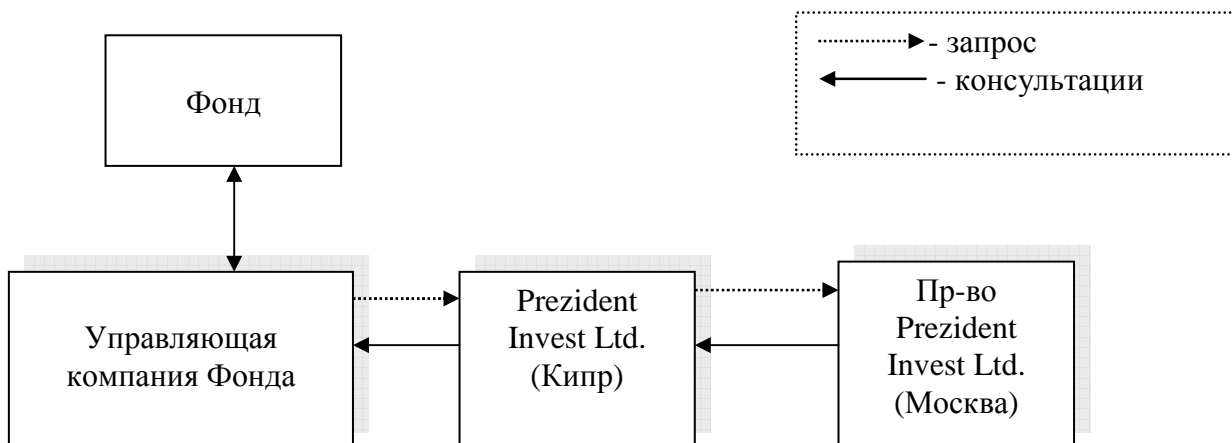 - запрос
- консультации
Фонд
Управляющая
компания Фонда
Prezident
Invest Ltd.
(Кипр)
Пр-во
Prezident
Invest Ltd.
(Москва)